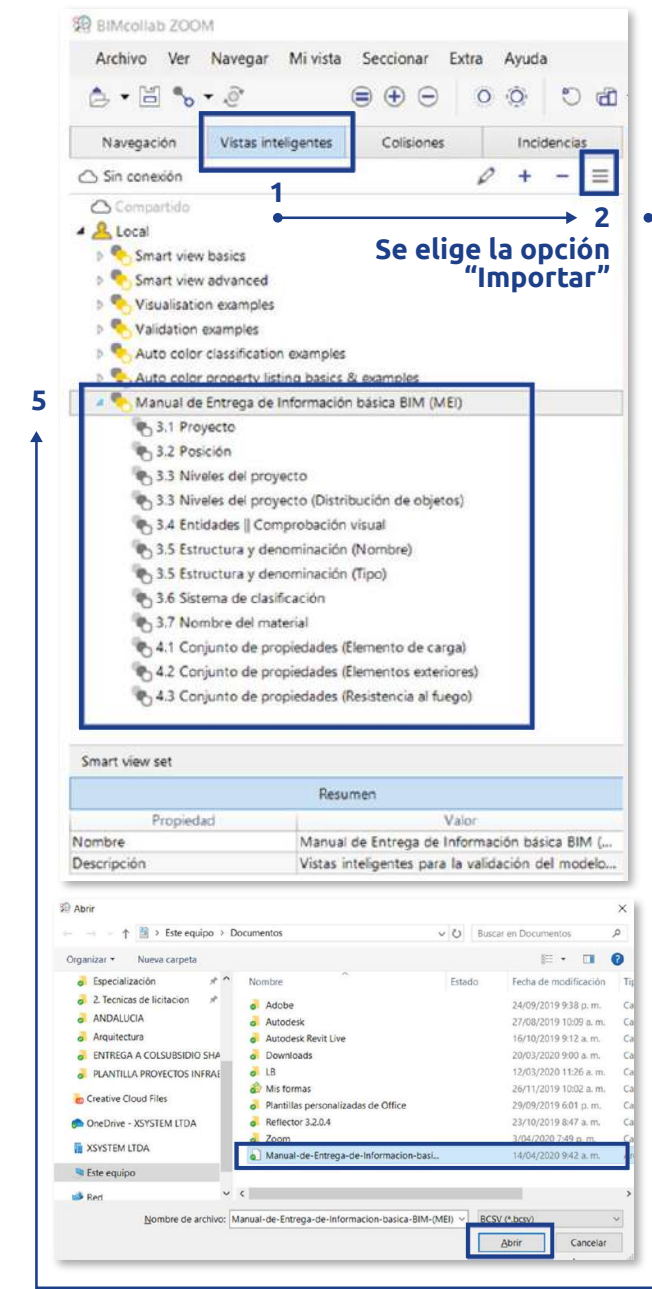 BIMcollab ZOOM
Archivo Ver Navegar Mi vista Seccionar Extra Ayuda
Navegación Vistas inteligentes Colisiones Incidencias
Sin conexión
1
Compartido
2
Local
Se elige la opción
“Importar”
Smart view basics
Smart view advanced
Visualisation examples
Validation examples
Auto color classification examples
Auto color property listing basics & examples
5
Manual de Entrega de Información básica BIM (MEI)
3.1 Proyecto
3.2 Posición
3.3 Niveles del proyecto
3.3 Niveles del proyecto (Distribución de objetos)
3.4 Entidades || Comprobación visual
3.5 Estructura y denominación (Nombre)
3.5 Estructura y denominación (Tipo)
3.6 Sistema de clasificación
3.7 Nombre del material
4.1 Conjunto de propiedades (Elemento de carga)
4.2 Conjunto de propiedades (Elementos exteriores)
4.3 Conjunto de propiedades (Resistencia al fuego)
Smart view set
Resumen
Propiedad Valor
Nombre Manual de Entrega de Información básica BIM (...
Descripción Vistas inteligentes para la validación del modelo...
Abrir
Este equipo > Documentos Buscar en Documentos
Organizar Nueva carpeta
Nombre Estado Fecha de modificación
Especialización
2. Tecnicas de licitacion
ANDALUCIA
Arquitectura
ENTREGA A COLSUBSIDIO SHA
PLANTILLA PROYECTOS INFRAE
Creative Cloud Files
OneDrive - XSYSTEM LTDA
XSYSTEM LTDA
Este equipo
Red
Adobe 24/09/2019 9:38 p. m. Ca
Autodesk 27/08/2019 10:09 a. m. Ca
Autodesk Revit Live 16/10/2019 9:12 a. m. Ca
Downloads 20/03/2020 9:00 a. m. Ca
LB 12/03/2020 11:26 a. m. Ca
Mis formas 26/11/2019 10:02 a. m. Ca
Plantillas personalizadas de Office 29/09/2019 6:01 p. m. Ca
Reflector 3.2.0.4 23/10/2019 8:47 a. m. Ca
Zoom 3/04/2020 7:49 p. m. Ca
Manual-de-Entrega-de-Informacion-basi... 14/04/2020 9:42 a. m.
Nombre de archivo: Manual-de-Entrega-de-Informacion-basica-BIM-(MEI) BCSV (*.bcsv)
Abrir Cancelar